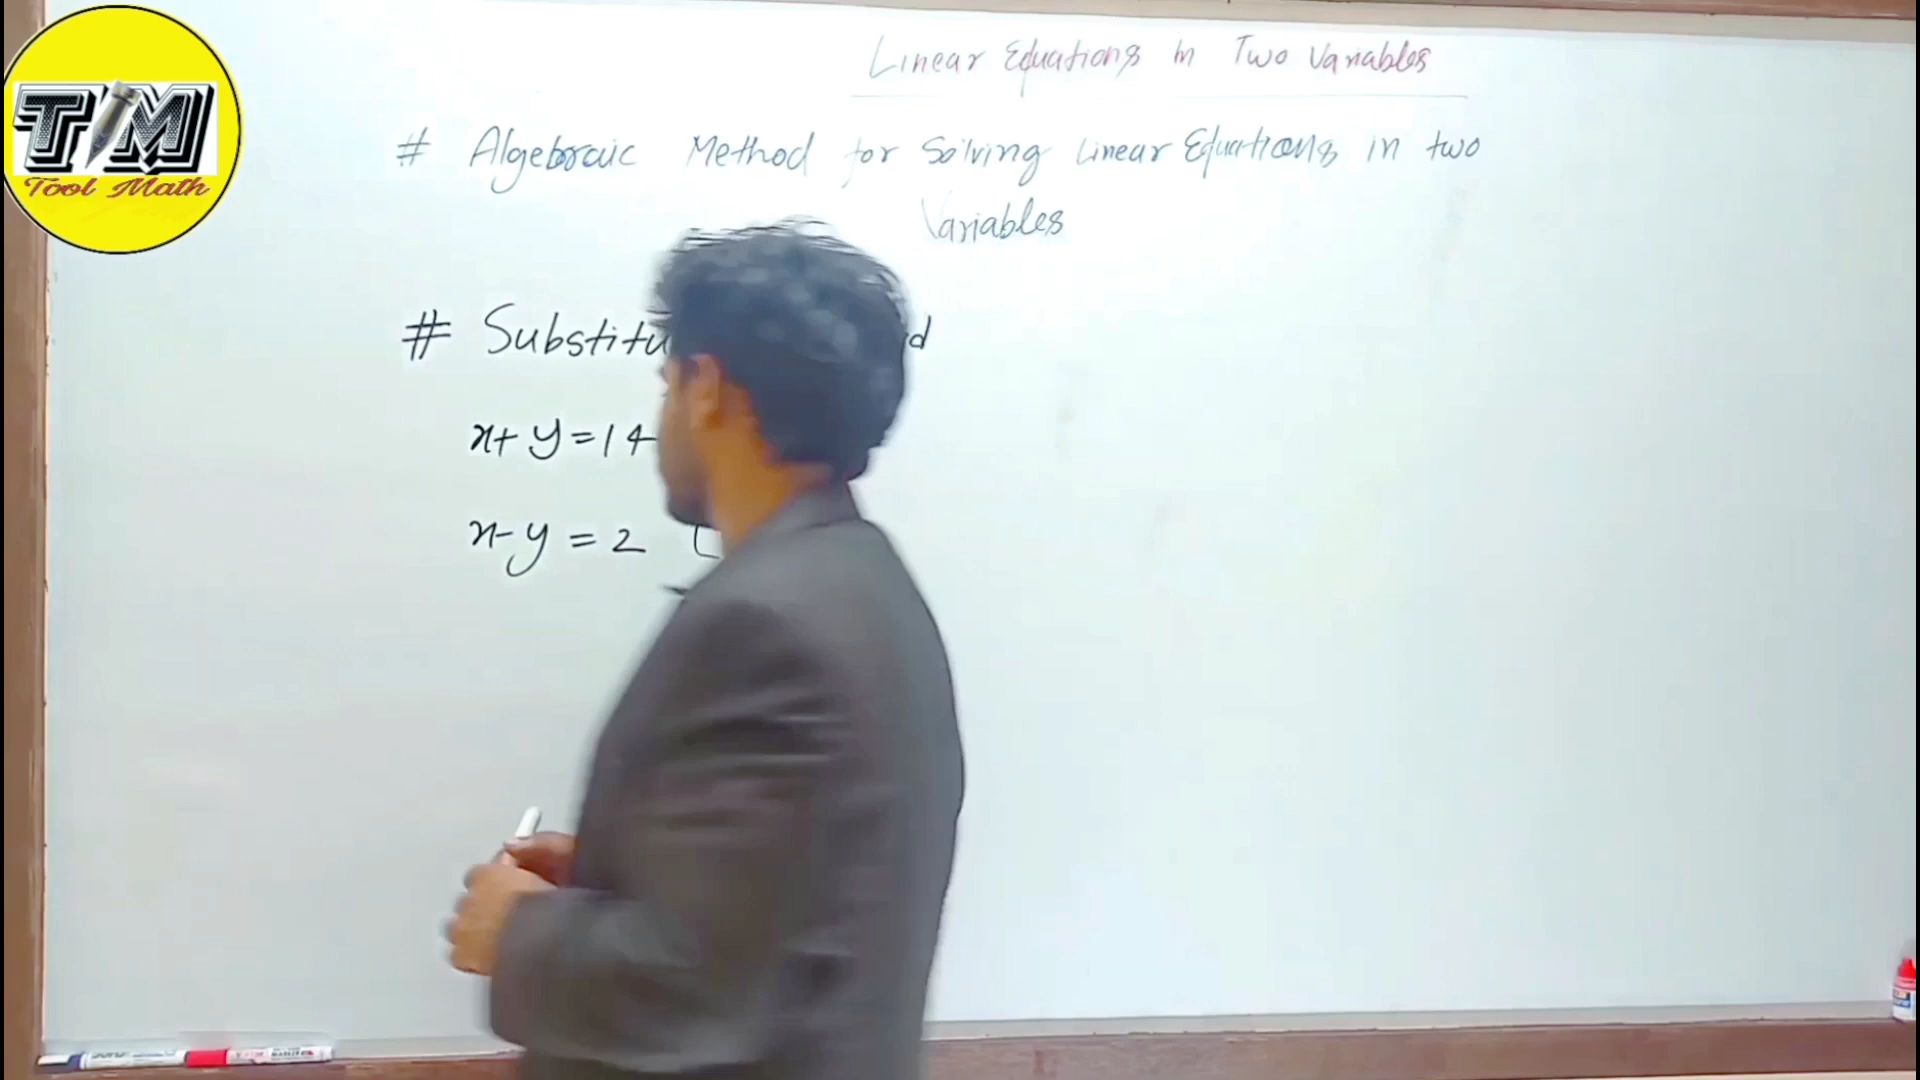 TM
Tool Math
Linear Equations in Two Variables
# Algebraic Method for Solving Linear Equations in two
Variables
# Substitu d
x+y=14
x-y=2